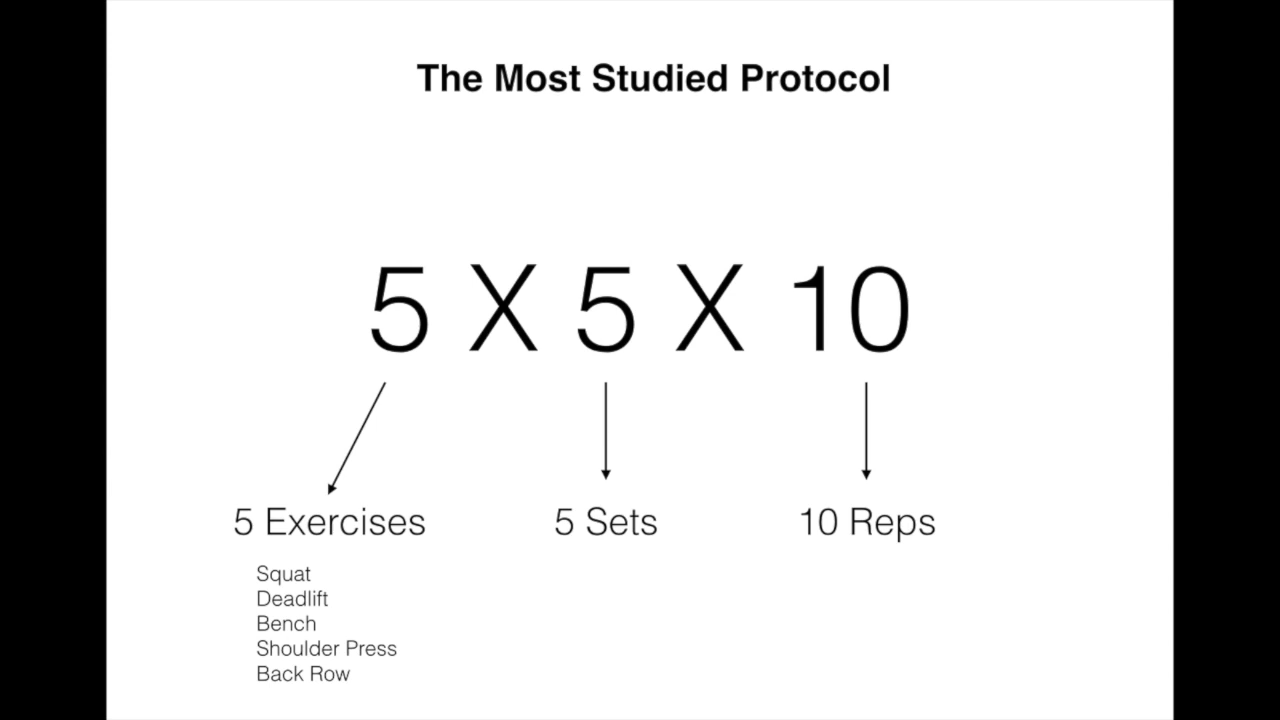 The Most Studied Protocol
5 X 5 X 10
5 Exercises
5 Sets
10 Reps
Squat
Deadlift
Bench
Shoulder Press
Back Row